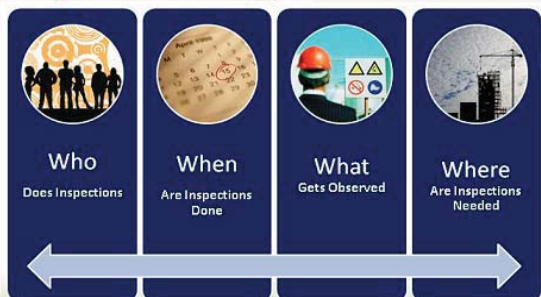 Who
Does Inspections
When
Are Inspections
Done
What
Gets Observed
Where
Are Inspections
Needed